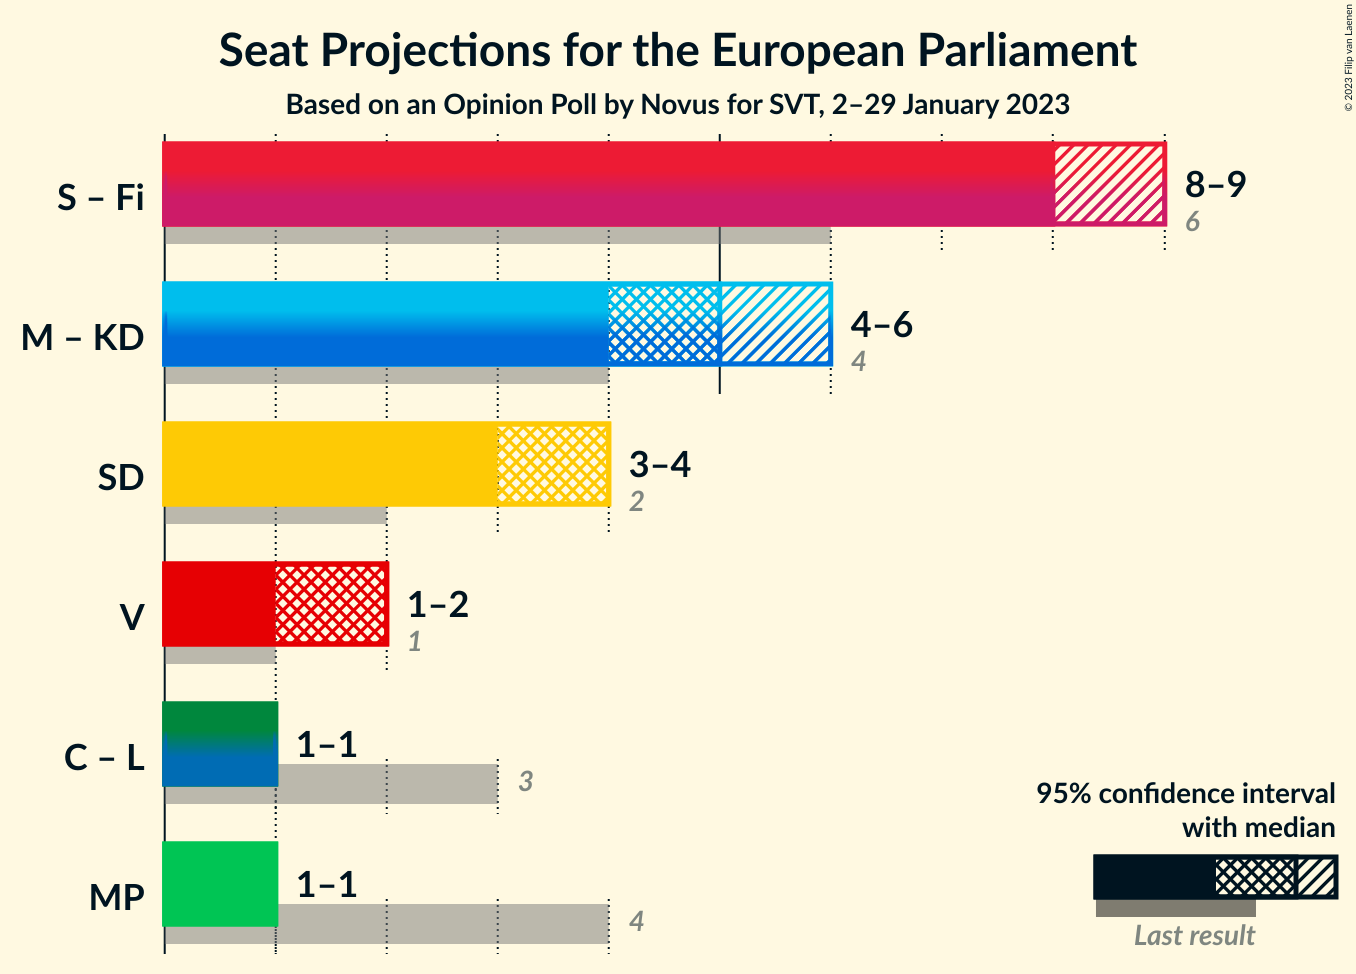 Seat Projections for the European Parliament
Based on an Opinion Poll by Novus for SVT, 2–29 January 2023
© 2023 Filip van Laenen
S – Fi
8–9
6
M – KD
4–6
4
SD
3–4
2
V
1–2
1
C – L
1–1
3
MP
1–1
4
95% confidence interval
with median
Last result